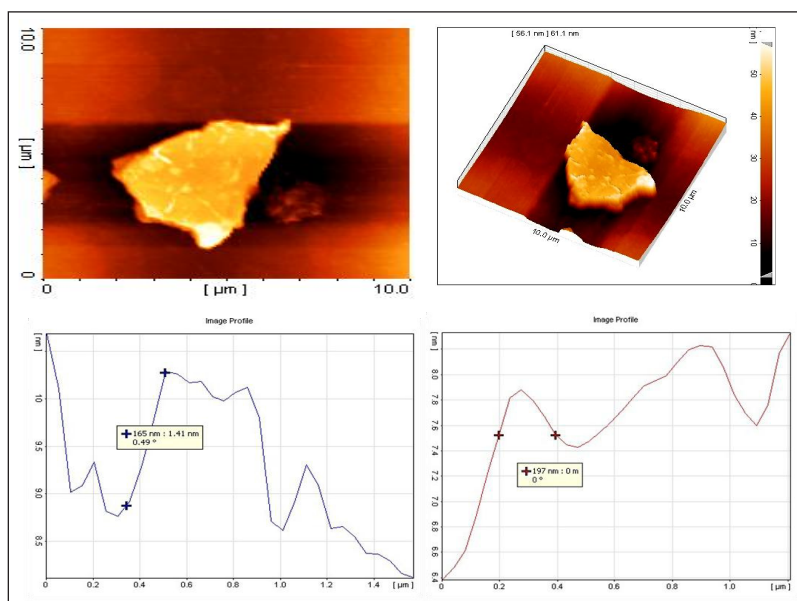 10.0
[ µm ]
0
0
[ µm ]
10.0
[ 56.1 nm ] 61.1 nm ]
[nm]
50
40
30
20
10
0
10.0 µm
10.0 µm
Image Profile
[nm]
10
9.5
9.0
8.5
165 nm : 1.41 nm
0.49 °
0
0.2
0.4
0.6
0.8
1.0
1.2
1.4
[ µm ]
Image Profile
[nm]
8.0
7.8
7.6
7.4
7.2
6.8
6.6
6.4
197 nm : 0 m
0 °
0
0.2
0.4
0.6
0.8
1.0
[ µm ]